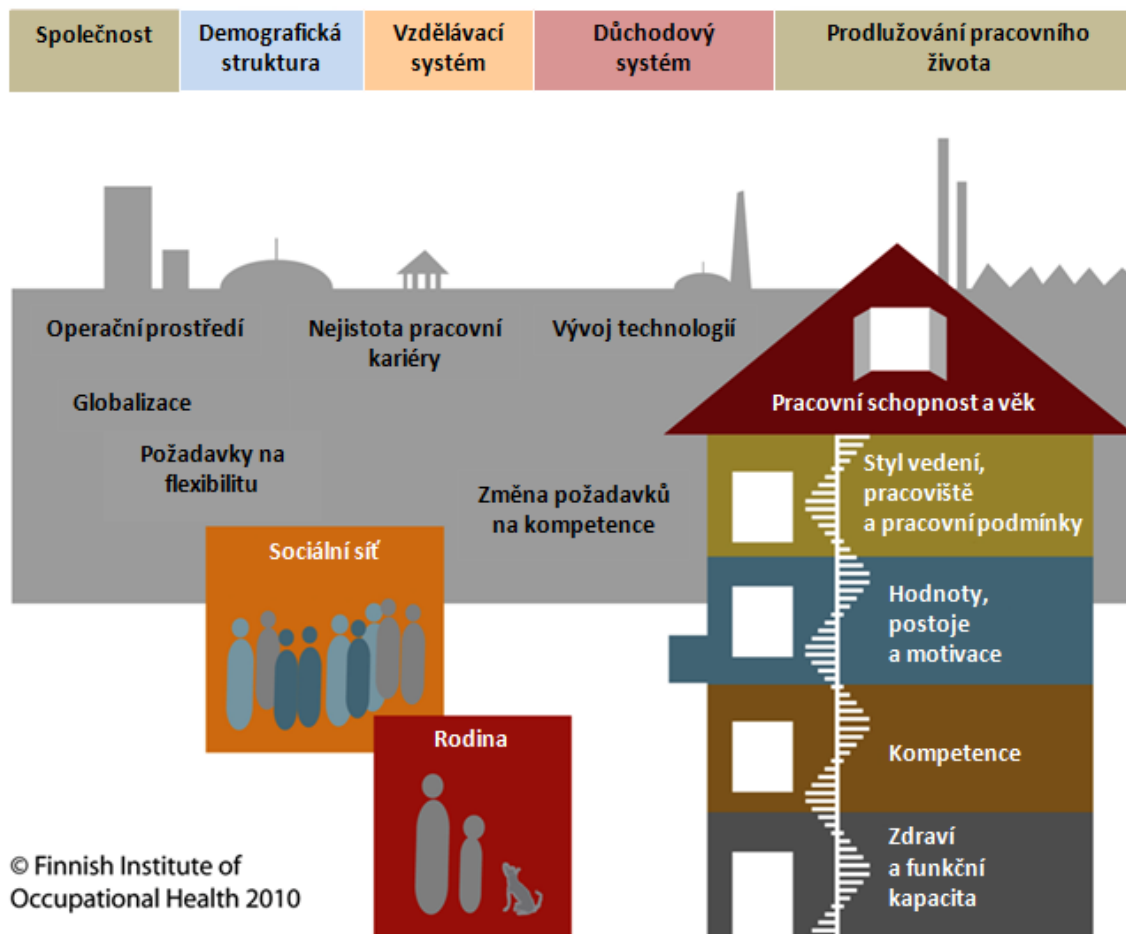 Společnost
Demografická
struktura
Vzdělávací
systém
Důchodový
systém
Prodlužování pracovního
života
Operační prostředí
Nejistota pracovní
kariéry
Vývoj technologií
Globalizace
Požadavky na
flexibilitu
Změna požadavků
na kompetence
Pracovní schopnost a věk
Styl vedení,
pracoviště
a pracovní podmínky
Sociální síť
Hodnoty,
postoje
a motivace
Rodina
Kompetence
Zdraví
a funkční
kapacita
© Finnish Institute of
Occupational Health 2010